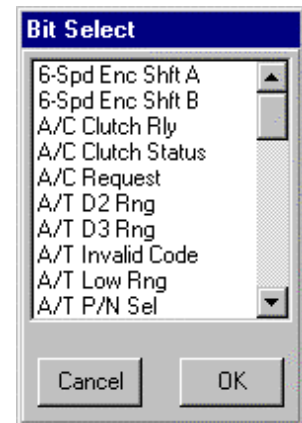 Bit Select
6-Spd Enc Shft A
6-Spd Enc Shft B
A/C Clutch Rly
A/C Clutch Status
A/C Request
A/T D2 Rng
A/T D3 Rng
A/T Invalid Code
A/T Low Rng
A/T P/N Sel
Cancel OK